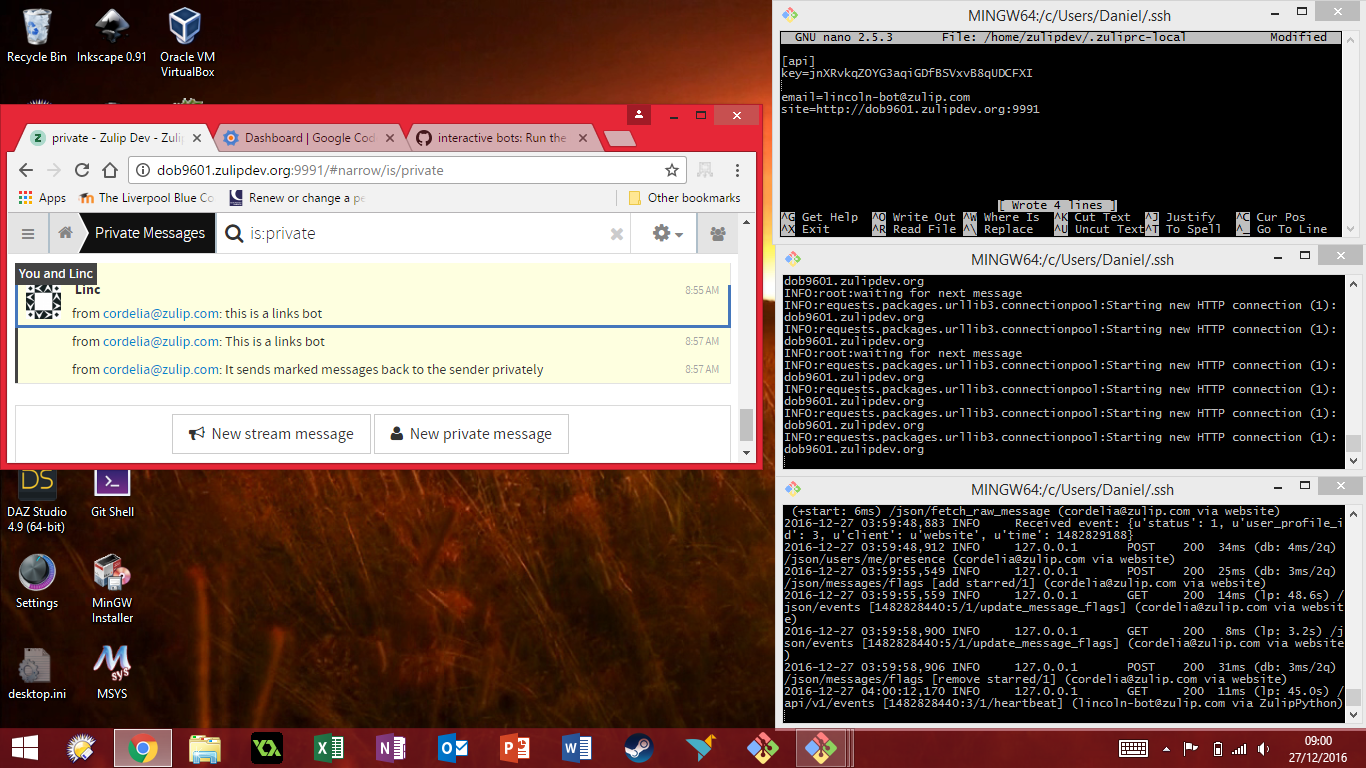 Recycle Bin
Inkscape 0.91
Oracle VM
VirtualBox
private - Zulip Dev - Zuli
Dashboard | Google Cod
interactive bots: Run the
dob9601.zulipdev.org:9991/#narrow/is/private
Apps
The Liverpool Blue Co
Renew or change a pe
Other bookmarks
Private Messages
is:private
You and Linc
Linc
8:55 AM
from cordelia@zulip.com: this is a links bot
from cordelia@zulip.com: This is a links bot
8:57 AM
from cordelia@zulip.com: It sends marked messages back to the sender privately
8:57 AM
New stream message
New private message
DS
DAZ Studio
4.9 (64-bit)
Git Shell
Settings
MinGW
Installer
desktop.ini
MSYS
MINGW64:/c/Users/Daniel/.ssh
GNU nano 2.5.3 File: /home/zulipdev/.zuliprc-local Modified
[api]
key=jnXRvkqZOYG3aqiGDfBSVxvB8qUDCFXI
email=lincoln-bot@zulip.com
site=http://dob9601.zulipdev.org:9991
[ Wrote 4 lines ]
^G Get Help ^O Write Out ^W Where Is ^K Cut Text ^J Justify ^C Cur Pos
^X Exit ^R Read File ^\ Replace ^U Uncut Text ^T To Spell ^_ Go To Line
MINGW64:/c/Users/Daniel/.ssh
dob9601.zulipdev.org
INFO:root:waiting for next message
INFO:requests.packages.urllib3.connectionpool:Starting new HTTP connection (1):
dob9601.zulipdev.org
INFO:requests.packages.urllib3.connectionpool:Starting new HTTP connection (1):
dob9601.zulipdev.org
INFO:root:waiting for next message
INFO:requests.packages.urllib3.connectionpool:Starting new HTTP connection (1):
dob9601.zulipdev.org
INFO:requests.packages.urllib3.connectionpool:Starting new HTTP connection (1):
dob9601.zulipdev.org
INFO:requests.packages.urllib3.connectionpool:Starting new HTTP connection (1):
dob9601.zulipdev.org
INFO:requests.packages.urllib3.connectionpool:Starting new HTTP connection (1):
dob9601.zulipdev.org
MINGW64:/c/Users/Daniel/.ssh
(+start: 6ms) /json/fetch_raw_message (cordelia@zulip.com via website)
2016-12-27 03:59:48,883 INFO Received event: {u'status': 1, u'user_profile_i
d': 3, u'client': u'website', u'time': 1482829188}
2016-12-27 03:59:48,912 INFO 127.0.0.1 POST 200 34ms (db: 4ms/2q)
/json/users/me/presence (cordelia@zulip.com via website)
2016-12-27 03:59:55,549 INFO 127.0.0.1 POST 200 25ms (db: 3ms/2q)
/json/messages/flags [add starred/1] (cordelia@zulip.com via website)
2016-12-27 03:59:55,559 INFO 127.0.0.1 GET 200 14ms (lp: 48.6s) /
json/events [1482828440:5/1/update_message_flags] (cordelia@zulip.com via websit
e)
2016-12-27 03:59:58,900 INFO 127.0.0.1 GET 200 8ms (lp: 3.2s) /j
son/events [1482828440:5/1/update_message_flags] (cordelia@zulip.com via website
)
2016-12-27 03:59:58,906 INFO 127.0.0.1 POST 200 31ms (db: 3ms/2q)
/json/messages/flags [remove starred/1] (cordelia@zulip.com via website)
2016-12-27 04:00:12,170 INFO 127.0.0.1 GET 200 11ms (lp: 45.0s) /
api/v1/events [1482828440:3/1/heartbeat] (lincoln-bot@zulip.com via ZulipPython)
09:00
27/12/2016